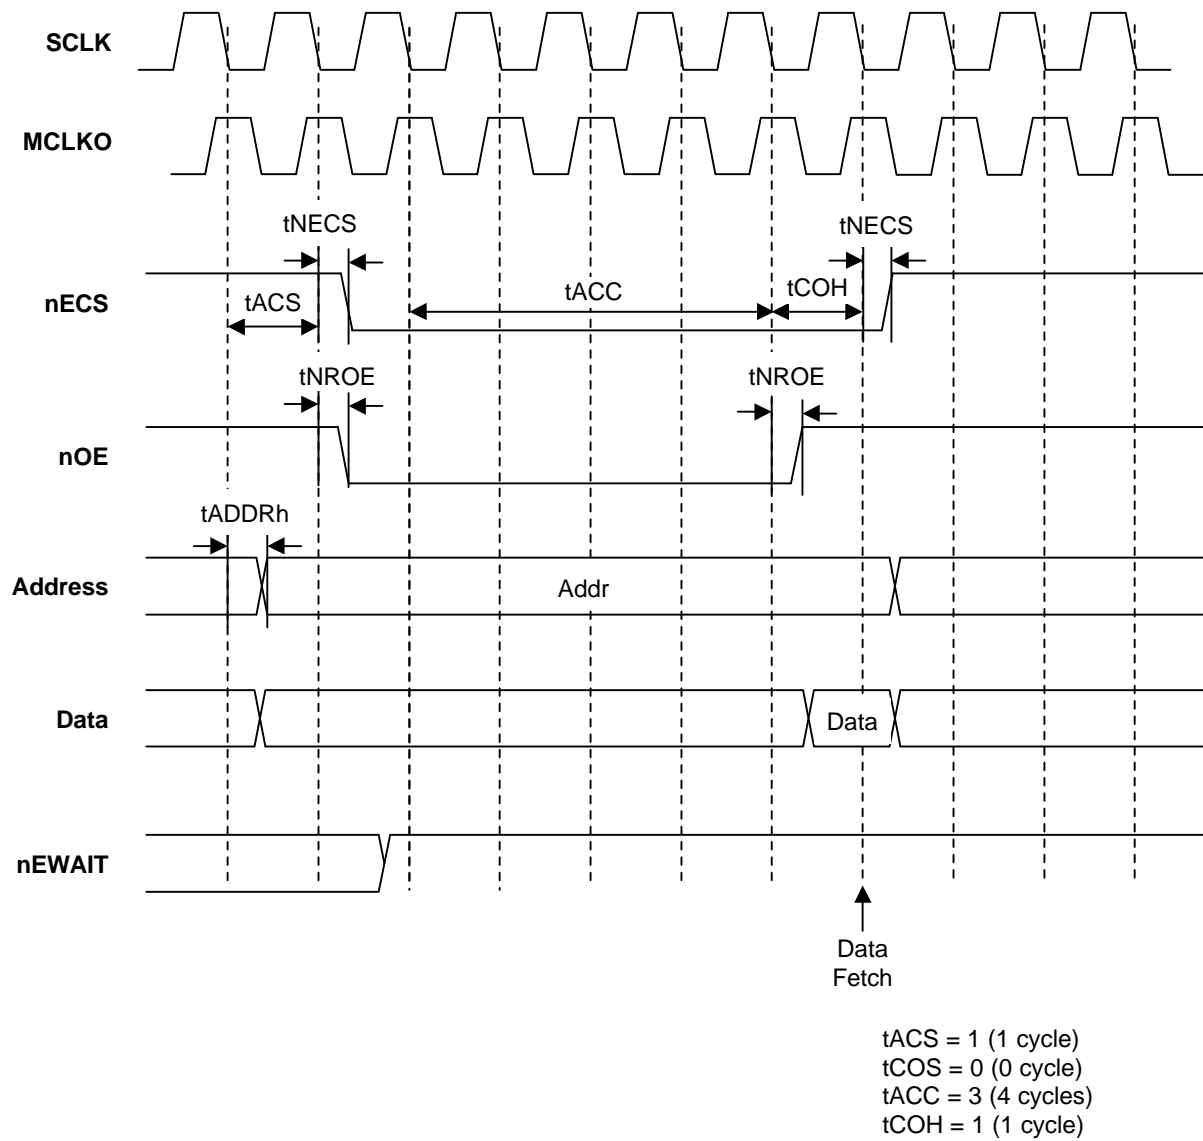 SCLK
MCLKO
tNECS
tNECS
nECS
tACS
tACC
tCOH
tNROE
tNROE
nOE
tADDRh
Address
Addr
Data
Data
nEWAIT
Data
Fetch
tACS = 1 (1 cycle)
tCOS = 0 (0 cycle)
tACC = 3 (4 cycles)
tCOH = 1 (1 cycle)